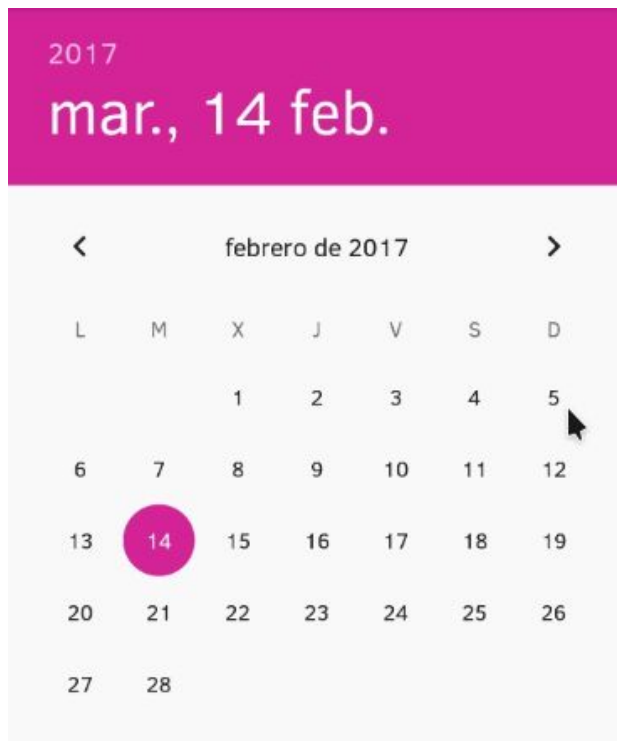 2017
mar., 14 feb.
febrero de 2017
L M X J V S D
1 2 3 4 5
6 7 8 9 10 11 12
13 14 15 16 17 18 19
20 21 22 23 24 25 26
27 28